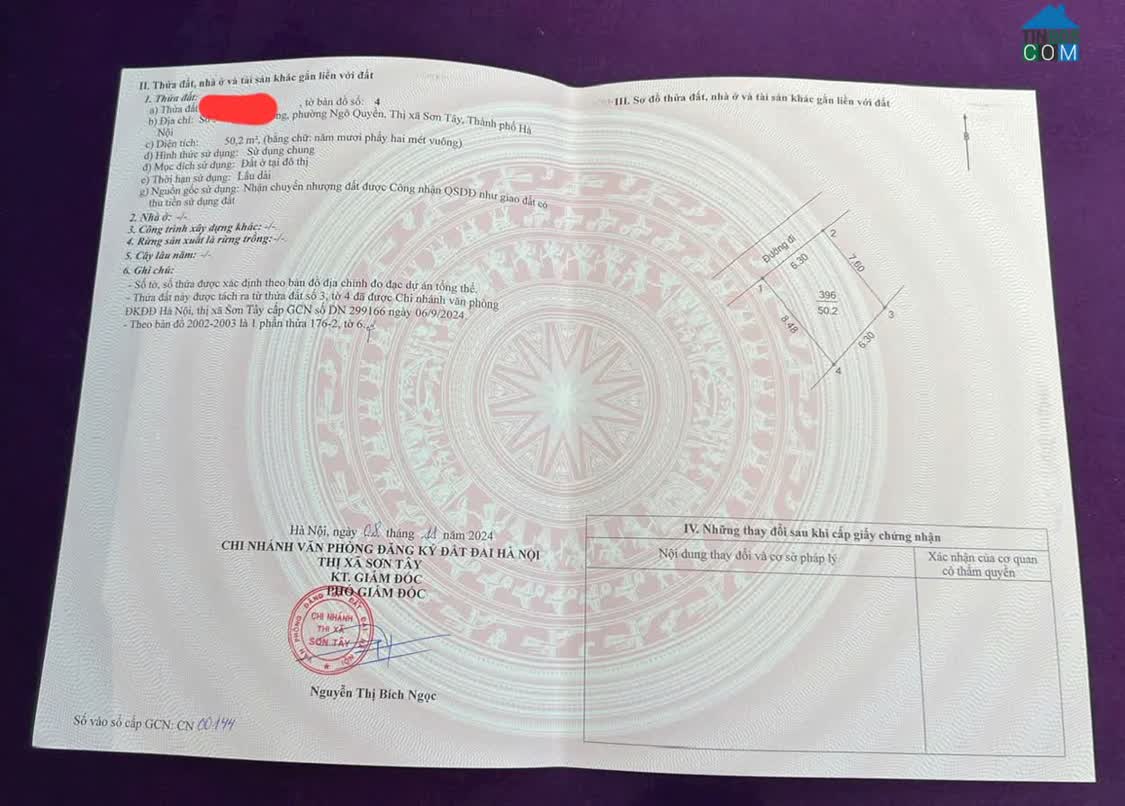 COM
II. Thửa đất, nhà ở và tài sản khác gắn liền với đất
1. Thửa đất:
a) Thửa đất , tờ bản đồ số: 4
b) Địa chỉ: Số ng, phường Ngô Quyền, Thị xã Sơn Tây, Thành phố Hà
Nội
c) Diện tích: 50,2 m², (bằng chữ: năm mươi phẩy hai mét vuông)
d) Hình thức sử dụng: Sử dụng chung
đ) Mục đích sử dụng: Đất ở tại đô thị
e) Thời hạn sử dụng: Lâu dài
g) Nguồn gốc sử dụng: Nhận chuyển nhượng đất được Công nhận QSDĐ như giao đất có
thu tiền sử dụng đất
2. Nhà ở: -/-
3. Công trình xây dựng khác: -/-
4. Rừng sản xuất là rừng trồng: -/-
5. Cây lâu năm: -/-
6. Ghi chú:
- Số tờ, số thửa được xác định theo bản đồ địa chính đo đạc dự án tổng thể.
- Thửa đất này được tách ra từ thửa đất số 3, tờ 4 đã được Chi nhánh văn phòng
ĐKĐĐ Hà Nội, thị xã Sơn Tây cấp GCN số DN 299166 ngày 06/9/2024
- Theo bản đồ 2002-2003 là 1 phần thửa 176-2, tờ 6.
Hà Nội, ngày 08 tháng 11 năm 2024
CHI NHÁNH VĂN PHÒNG ĐĂNG KÝ ĐẤT ĐAI HÀ NỘI
THỊ XÃ SƠN TÂY
KT. GIÁM ĐỐC
PHÓ GIÁM ĐỐC
CHI NHÁNH
THỊ XÃ
SƠN TÂY
Nguyễn Thị Bích Ngọc
Số vào sổ cấp GCN: CN 00144
III. Sơ đồ thửa đất, nhà ở và tài sản khác gắn liền với đất
B
Đường đi
6.30
1
2
7.60
396
50.2
8.48
3
6.30
4
IV. Những thay đổi sau khi cấp giấy chứng nhận
Nội dung thay đổi và cơ sở pháp lý
Xác nhận của cơ quan
có thẩm quyền